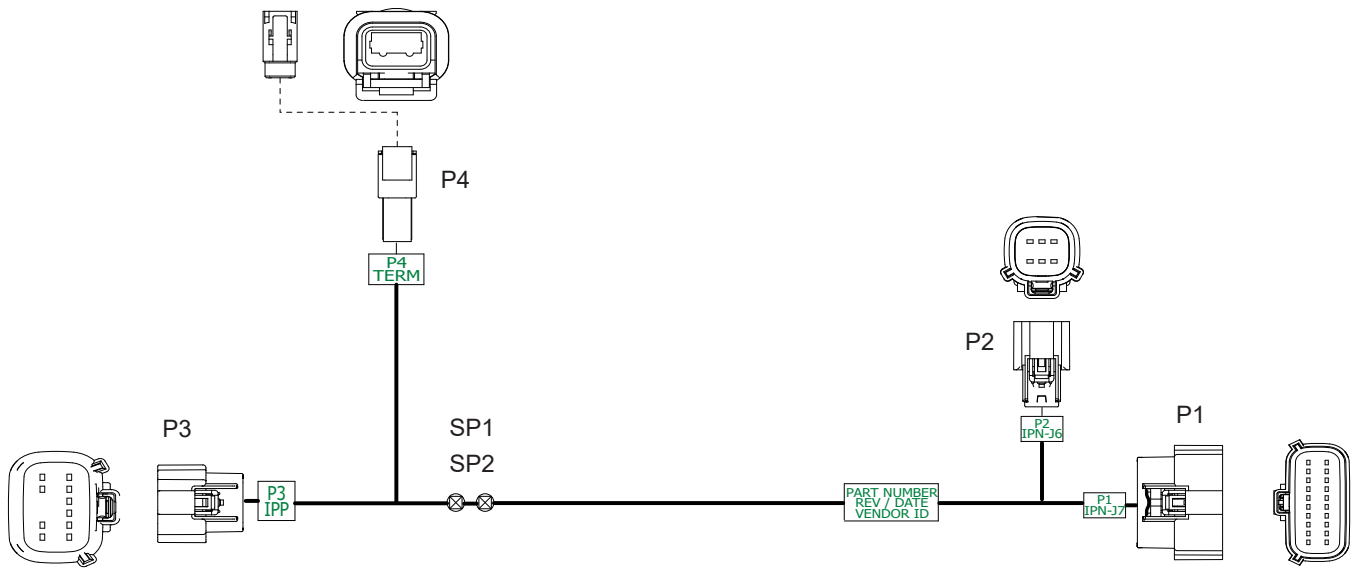 P4
P4
TERM
P2
P2
IPN-J6
P1
P3
SP1
SP2
P3
IPP
PART NUMBER
REV / DATE
VENDOR ID
P1
IPN-J7